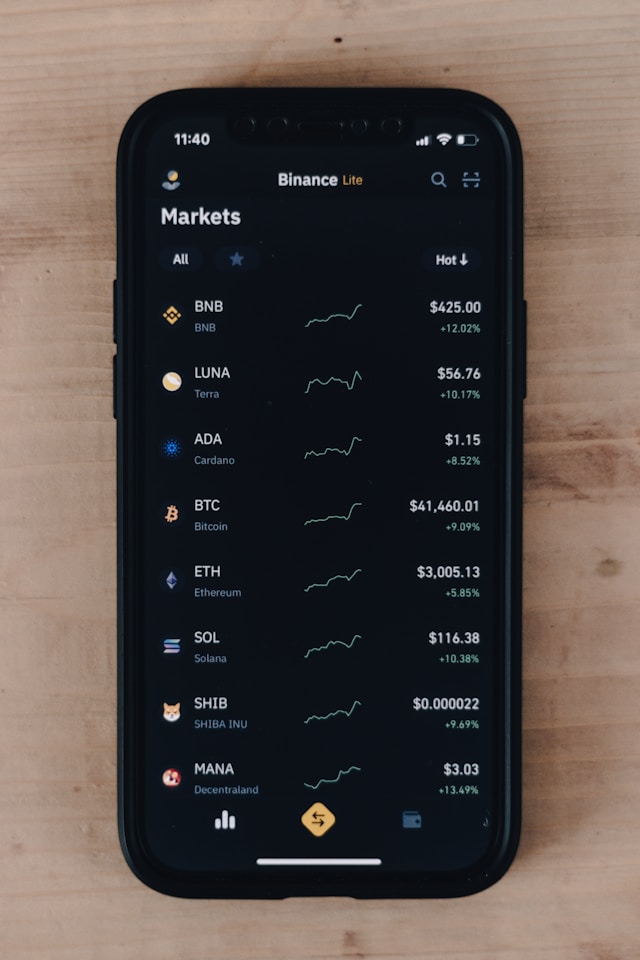 11:40
Binance Lite
Markets
All
Hot↓
BNB $425.00
BNB +12.02%
LUNA $56.76
Terra +10.17%
ADA $1.15
Cardano +8.52%
BTC $41,460.01
Bitcoin +9.09%
ETH $3,005.13
Ethereum +5.85%
SOL $116.38
Solana +10.38%
SHIB $0.000022
SHIBA INU +9.69%
MANA $3.03
Decentraland +13.49%